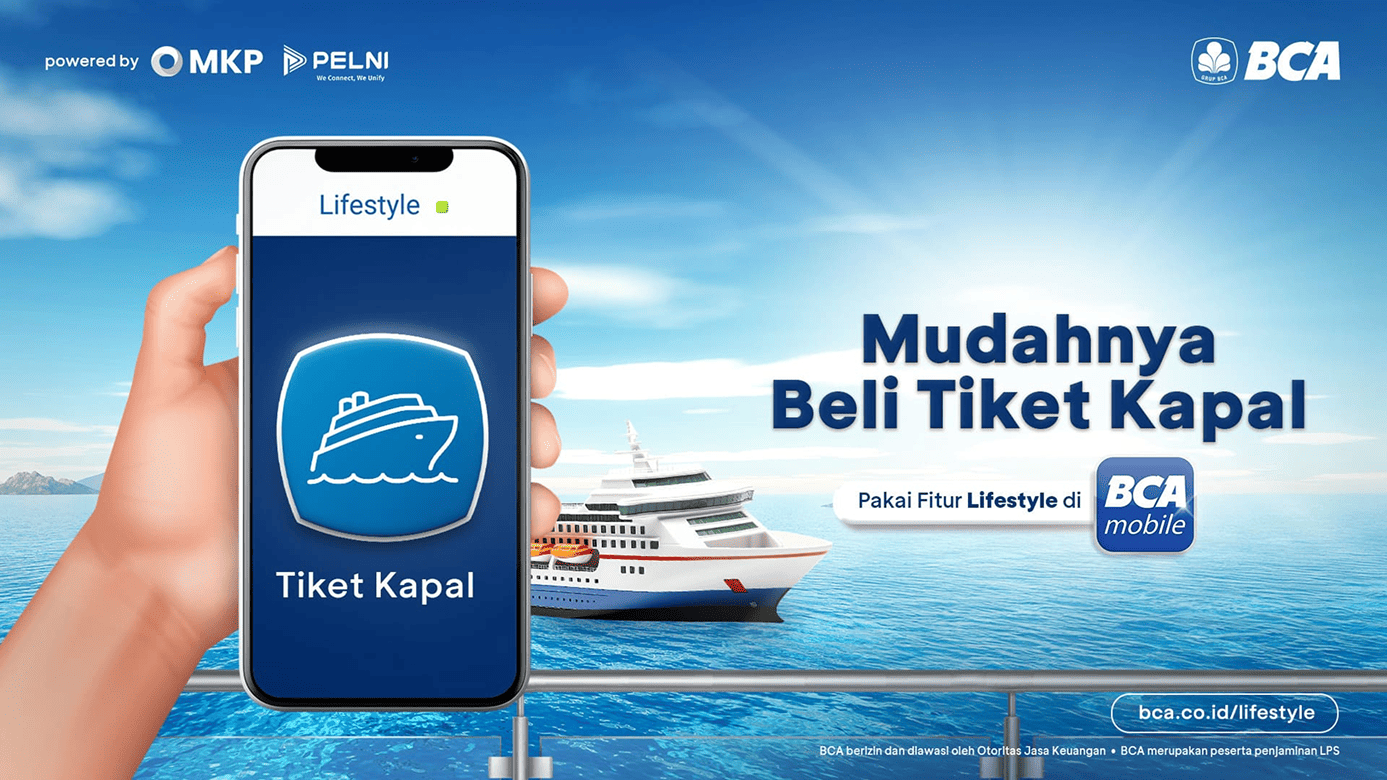 powered by MKP PELNI
We Connect, We Unify
GRUP BCA
BCA
Lifestyle
Tiket Kapal
Mudahnya
Beli Tiket Kapal
Pakai Fitur Lifestyle di
BCA
mobile
bca.co.id/lifestyle
BCA berizin dan diawasi oleh Otoritas Jasa Keuangan • BCA merupakan peserta penjaminan LPS